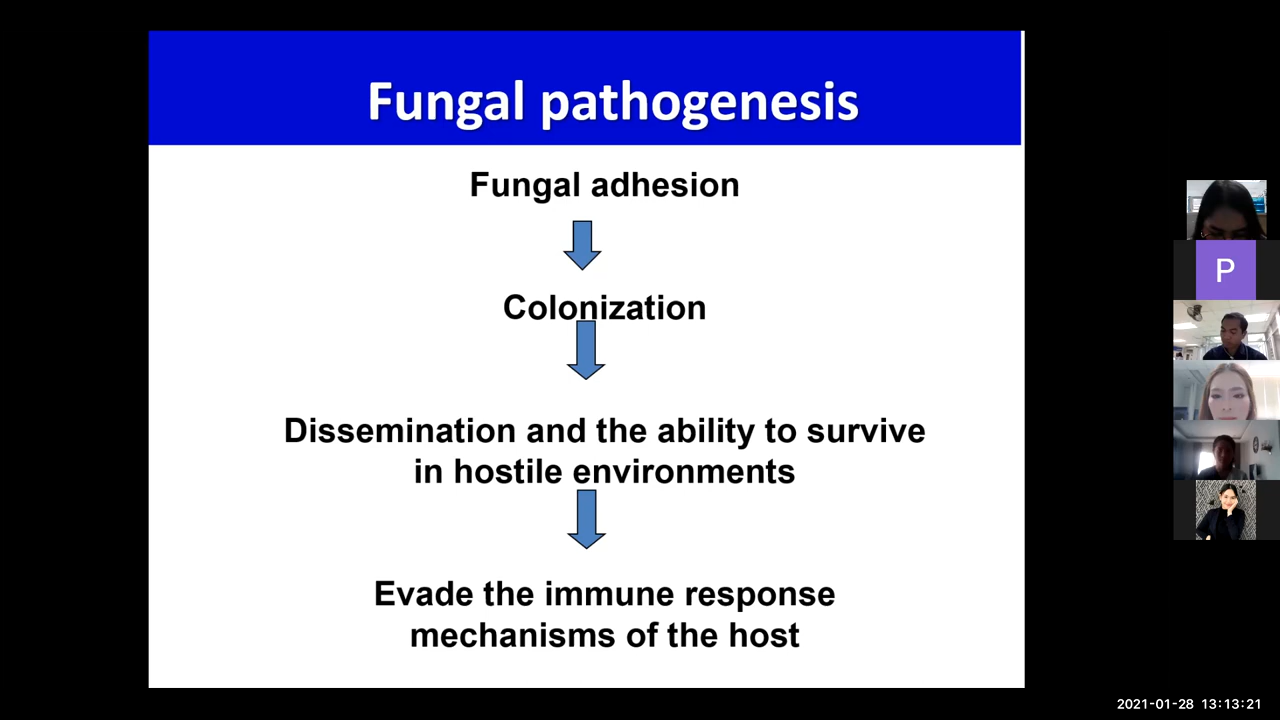 Fungal pathogenesis
Fungal adhesion
Colonization
Dissemination and the ability to survive
in hostile environments
Evade the immune response
mechanisms of the host
P
2021-01-28 13:13:21